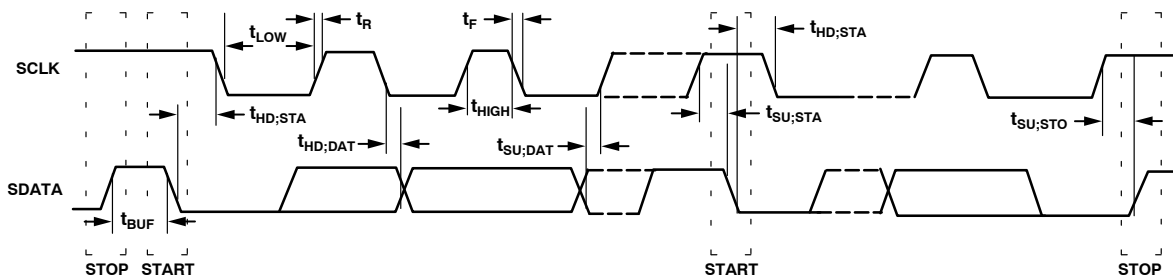 tR
tF
tLOW
tHD;STA
SCLK
tHD;STA
tHIGH
tSU;STA
tSU;STO
tHD;DAT
tSU;DAT
SDATA
tBUF
STOP START START STOP